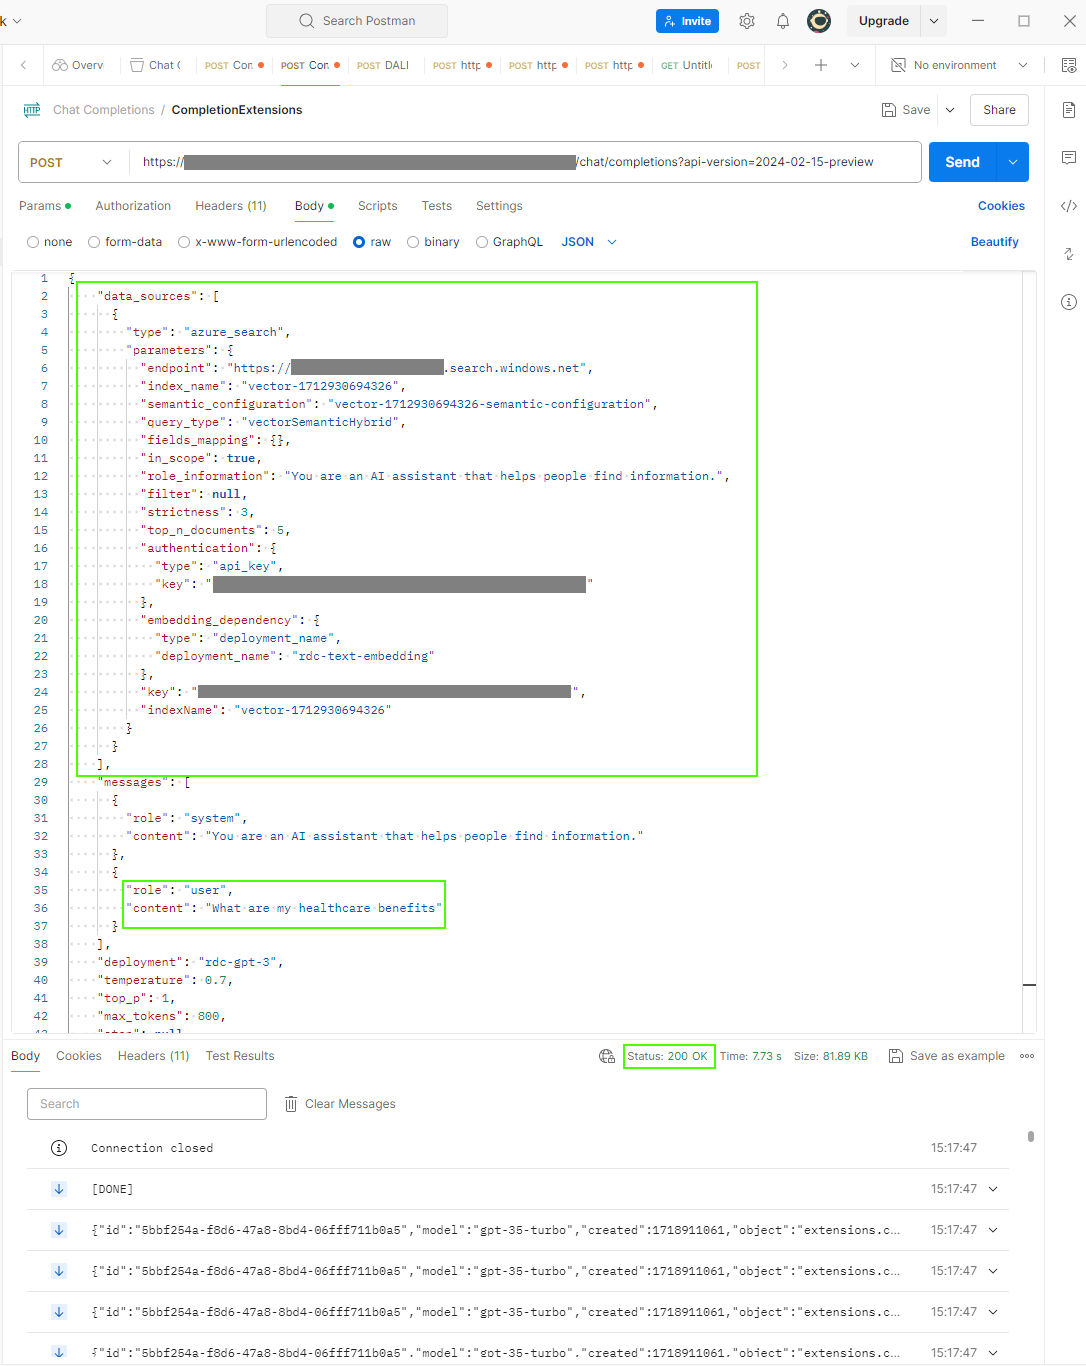 k
Search Postman
Invite
Upgrade
Overv
Chat C
POST Con
POST Con
POST DALI
POST http
POST http
POST http
GET Untitle
POST
No environment
HTTP
Chat Completions / CompletionExtensions
Save
Share
POST
https:// /chat/completions?api-version=2024-02-15-preview
Send
Params
Authorization
Headers (11)
Body
Scripts
Tests
Settings
Cookies
none
form-data
x-www-form-urlencoded
raw
binary
GraphQL
JSON
Beautify
1 {
2 "data_sources": [
3 {
4 "type": "azure_search",
5 "parameters": {
6 "endpoint": "https:// .search.windows.net",
7 "index_name": "vector-1712930694326",
8 "semantic_configuration": "vector-1712930694326-semantic-configuration",
9 "query_type": "vectorSemanticHybrid",
10 "fields_mapping": {},
11 "in_scope": true,
12 "role_information": "You are an AI assistant that helps people find information.",
13 "filter": null,
14 "strictness": 3,
15 "top_n_documents": 5,
16 "authentication": {
17 "type": "api_key",
18 "key": " "
19 },
20 "embedding_dependency": {
21 "type": "deployment_name",
22 "deployment_name": "rdc-text-embedding"
23 },
24 "key": " ",
25 "indexName": "vector-1712930694326"
26 }
27 }
28 ],
29 "messages": [
30 {
31 "role": "system",
32 "content": "You are an AI assistant that helps people find information."
33 },
34 {
35 "role": "user",
36 "content": "What are my healthcare benefits"
37 }
38 ],
39 "deployment": "rdc-gpt-3",
40 "temperature": 0.7,
41 "top_p": 1,
42 "max_tokens": 800,
43 "stop": null
Body
Cookies
Headers (11)
Test Results
Status: 200 OK
Time: 7.73 s
Size: 81.89 KB
Save as example
Search
Clear Messages
Connection closed 15:17:47
[DONE] 15:17:47
{"id":"5bbf254a-f8d6-47a8-8bd4-06fff711b0a5","model":"gpt-35-turbo","created":1718911061,"object":"extensions.c... 15:17:47
{"id":"5bbf254a-f8d6-47a8-8bd4-06fff711b0a5","model":"gpt-35-turbo","created":1718911061,"object":"extensions.c... 15:17:47
{"id":"5bbf254a-f8d6-47a8-8bd4-06fff711b0a5","model":"gpt-35-turbo","created":1718911061,"object":"extensions.c... 15:17:47
{"id":"5bbf254a-f8d6-47a8-8bd4-06fff711b0a5","model":"gpt-35-turbo","created":1718911061,"object":"extensions.c... 15:17:47